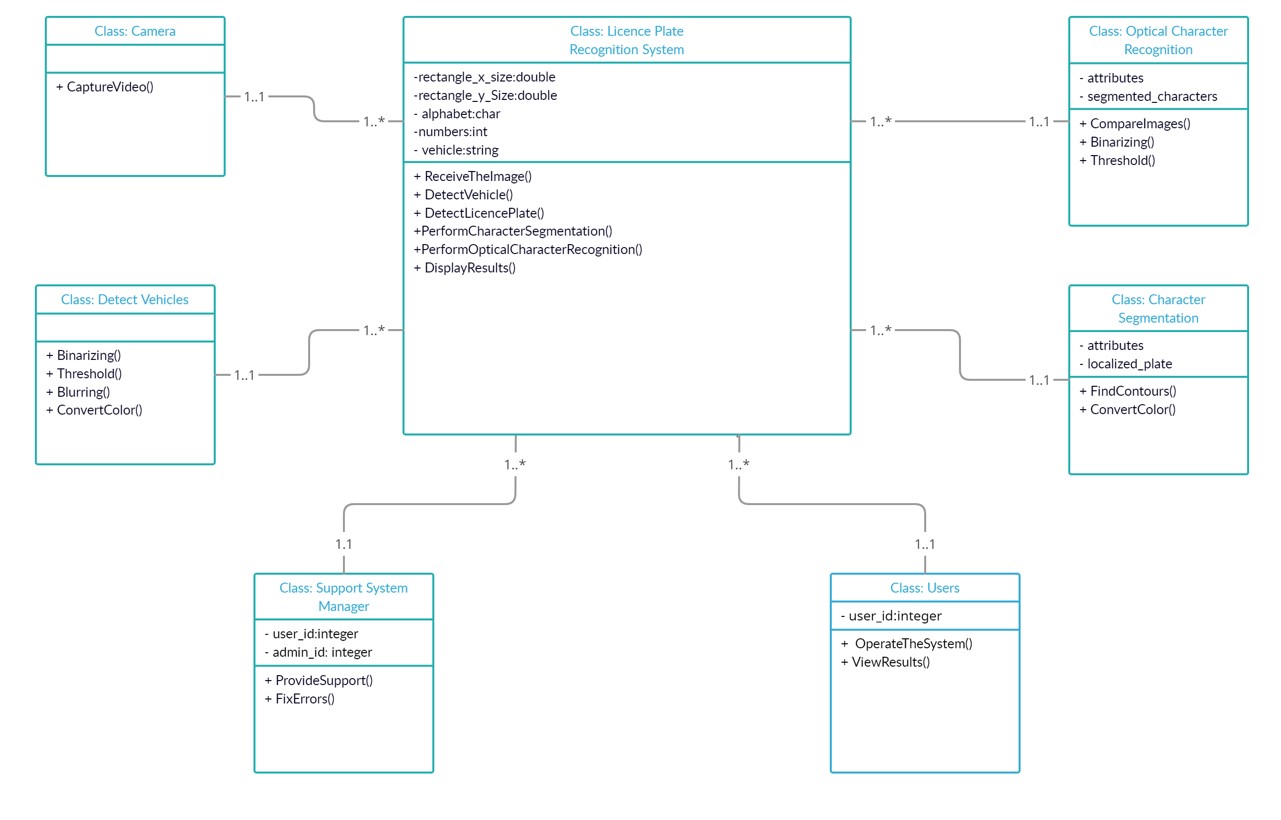 Class: Camera
+ CaptureVideo()
1..1
1..*
Class: Licence Plate
Recognition System
-rectangle_x_size:double
-rectangle_y_Size:double
- alphabet:char
-numbers:int
- vehicle:string
+ ReceiveTheImage()
+ DetectVehicle()
+ DetectLicencePlate()
+PerformCharacterSegmentation()
+PerformOpticalCharacterRecognition()
+ DisplayResults()
1..*
1..1
Class: Optical Character
Recognition
- attributes
- segmented_characters
+ CompareImages()
+ Binarizing()
+ Threshold()
Class: Detect Vehicles
+ Binarizing()
+ Threshold()
+ Blurring()
+ ConvertColor()
1..1
1..*
1..*
1..1
Class: Character
Segmentation
- attributes
- localized_plate
+ FindContours()
+ ConvertColor()
1..*
1..*
1.1
1..1
Class: Support System
Manager
- user_id:integer
- admin_id: integer
+ ProvideSupport()
+ FixErrors()
Class: Users
- user_id:integer
+ OperateTheSystem()
+ ViewResults()